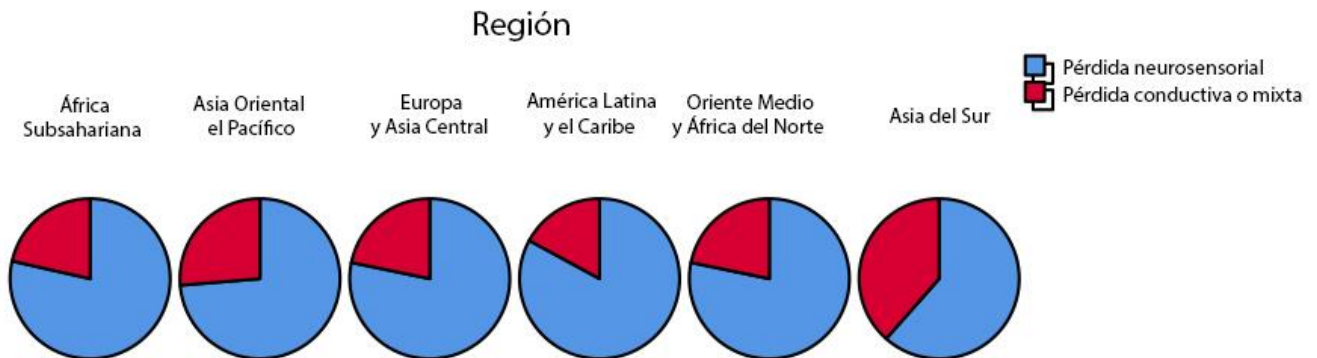 Región
Pérdida neurosensorial
Pérdida conductiva o mixta
África
Subsahariana
Asia Oriental
el Pacífico
Europa
y Asia Central
América Latina
y el Caribe
Oriente Medio
y África del Norte
Asia del Sur